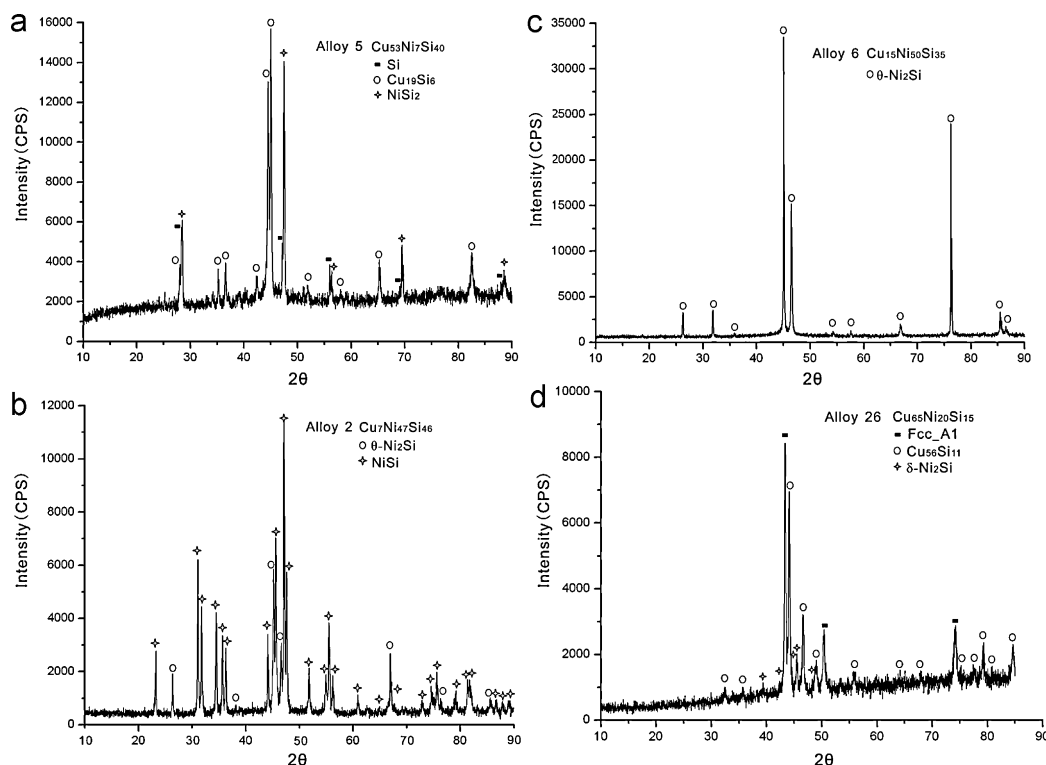 a
Alloy 5 Cu53Ni7Si40
Si
Cu19Si6
NiSi2
Intensity (CPS)
16000
14000
12000
10000
8000
6000
4000
2000
0
10 20 30 40 50 60 70 80 90
2θ
b
Alloy 2 Cu7Ni47Si46
θ-Ni2Si
NiSi
Intensity (CPS)
12000
10000
8000
6000
4000
2000
0
10 20 30 40 50 60 70 80 90
2θ
c
Alloy 6 Cu15Ni50Si35
θ-Ni2Si
Intensity (CPS)
35000
30000
25000
20000
15000
10000
5000
0
10 20 30 40 50 60 70 80 90
2θ
d
Alloy 26 Cu65Ni20Si15
Fcc_A1
Cu56Si11
δ-Ni2Si
Intensity (CPS)
10000
8000
6000
4000
2000
0
10 20 30 40 50 60 70 80 90
2θ